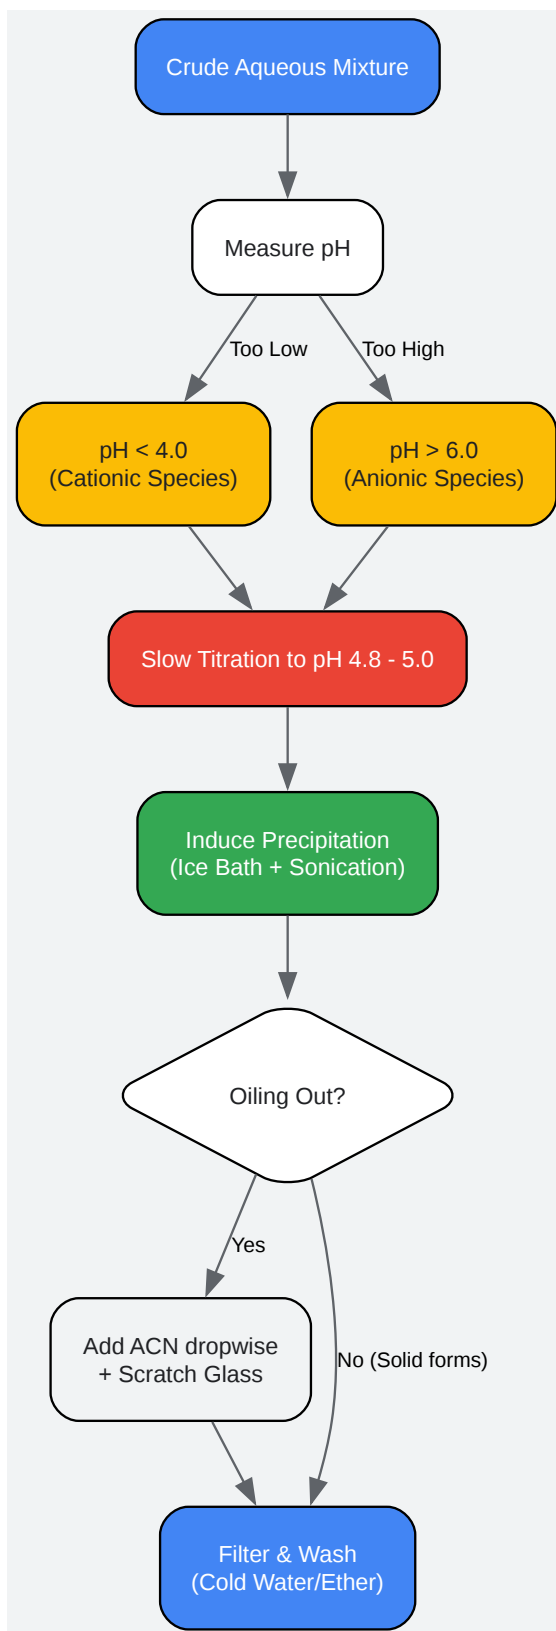 Crude Aqueous Mixture
Measure pH
Too Low
Too High
pH < 4.0
(Cationic Species)
pH > 6.0
(Anionic Species)
Slow Titration to pH 4.8 - 5.0
Induce Precipitation
(Ice Bath + Sonication)
Oiling Out?
Yes
Add ACN dropwise
+ Scratch Glass
No (Solid forms)
Filter & Wash
(Cold Water/Ether)